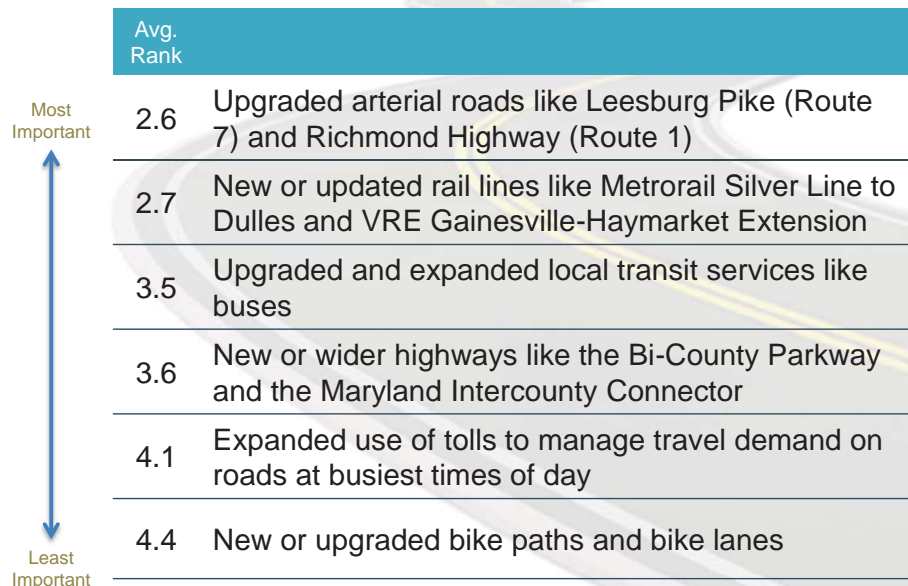 Avg.
Rank
Most
Important
2.6
Upgraded arterial roads like Leesburg Pike (Route
7) and Richmond Highway (Route 1)
2.7
New or updated rail lines like Metrorail Silver Line to
Dulles and VRE Gainesville-Haymarket Extension
3.5
Upgraded and expanded local transit services like
buses
3.6
New or wider highways like the Bi-County Parkway
and the Maryland Intercounty Connector
4.1
Expanded use of tolls to manage travel demand on
roads at busiest times of day
4.4
New or upgraded bike paths and bike lanes
Least
Important